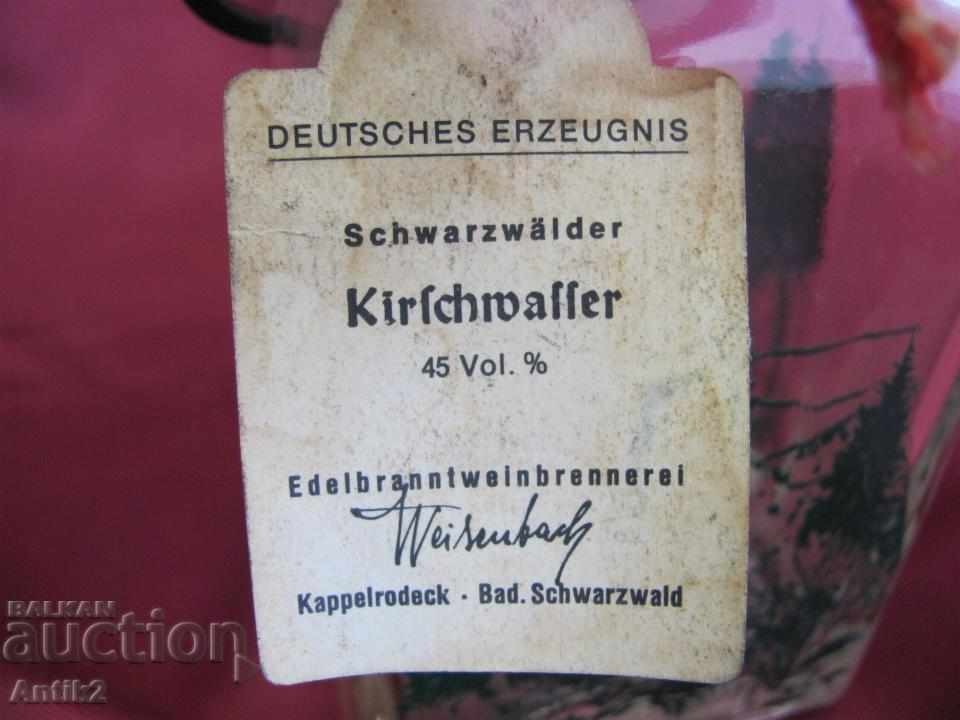 DEUTSCHES ERZEUGNIS
Schwarzwälder
Kirſchwaſſer
45 Vol. %
Edelbranntweinbrennerei
Weisenbach
Kappelrodeck · Bad. Schwarzwald
BALKAN
auction
Antik2